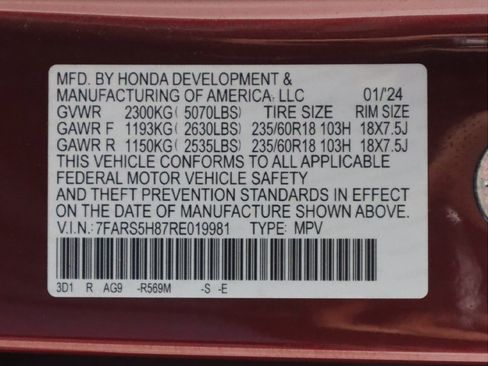 MFD. BY HONDA DEVELOPMENT &
MANUFACTURING OF AMERICA, LLC 01/'24
GVWR 2300KG (5070LBS) TIRE SIZE RIM SIZE
GAWR F 1193KG (2630LBS) 235/60R18 103H 18X7.5J
GAWR R 1150KG (2535LBS) 235/60R18 103H 18X7.5J
THIS VEHICLE CONFORMS TO ALL APPLICABLE
FEDERAL MOTOR VEHICLE SAFETY
AND THEFT PREVENTION STANDARDS IN EFFECT
ON THE DATE OF MANUFACTURE SHOWN ABOVE.
V.I.N.:7FARS5H87RE019981 TYPE: MPV
3D1 R AG9 -R569M -S -E